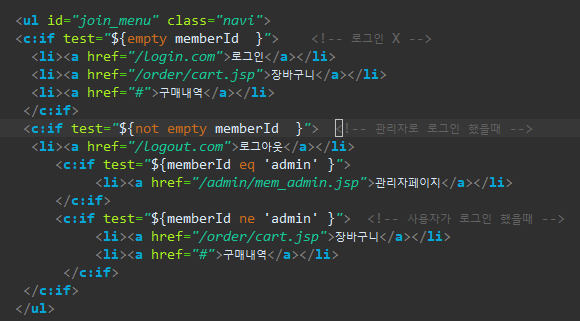 <ul id="join_menu" class="navi">
<c:if test="${empty memberId  }">     <!-- 로그인 X -->
  <li><a href="/login.com">로그인</a></li>
  <li><a href="/order/cart.jsp">장바구니</a></li>
  <li><a href="#">구매내역</a></li>
 </c:if>
 <c:if test="${not empty memberId  }">  <!-- 관리자로 로그인 했을때 -->
  <li><a href="/logout.com">로그아웃</a></li>
     <c:if test="${memberId eq 'admin' }">
          <li><a href="/admin/mem_admin.jsp">관리자페이지</a></li>
     </c:if>
     <c:if test="${memberId ne 'admin' }">  <!-- 사용자가 로그인 했을때 -->
          <li><a href="/order/cart.jsp">장바구니</a></li>
          <li><a href="#">구매내역</a></li>
      </c:if>
 </c:if>
</ul>